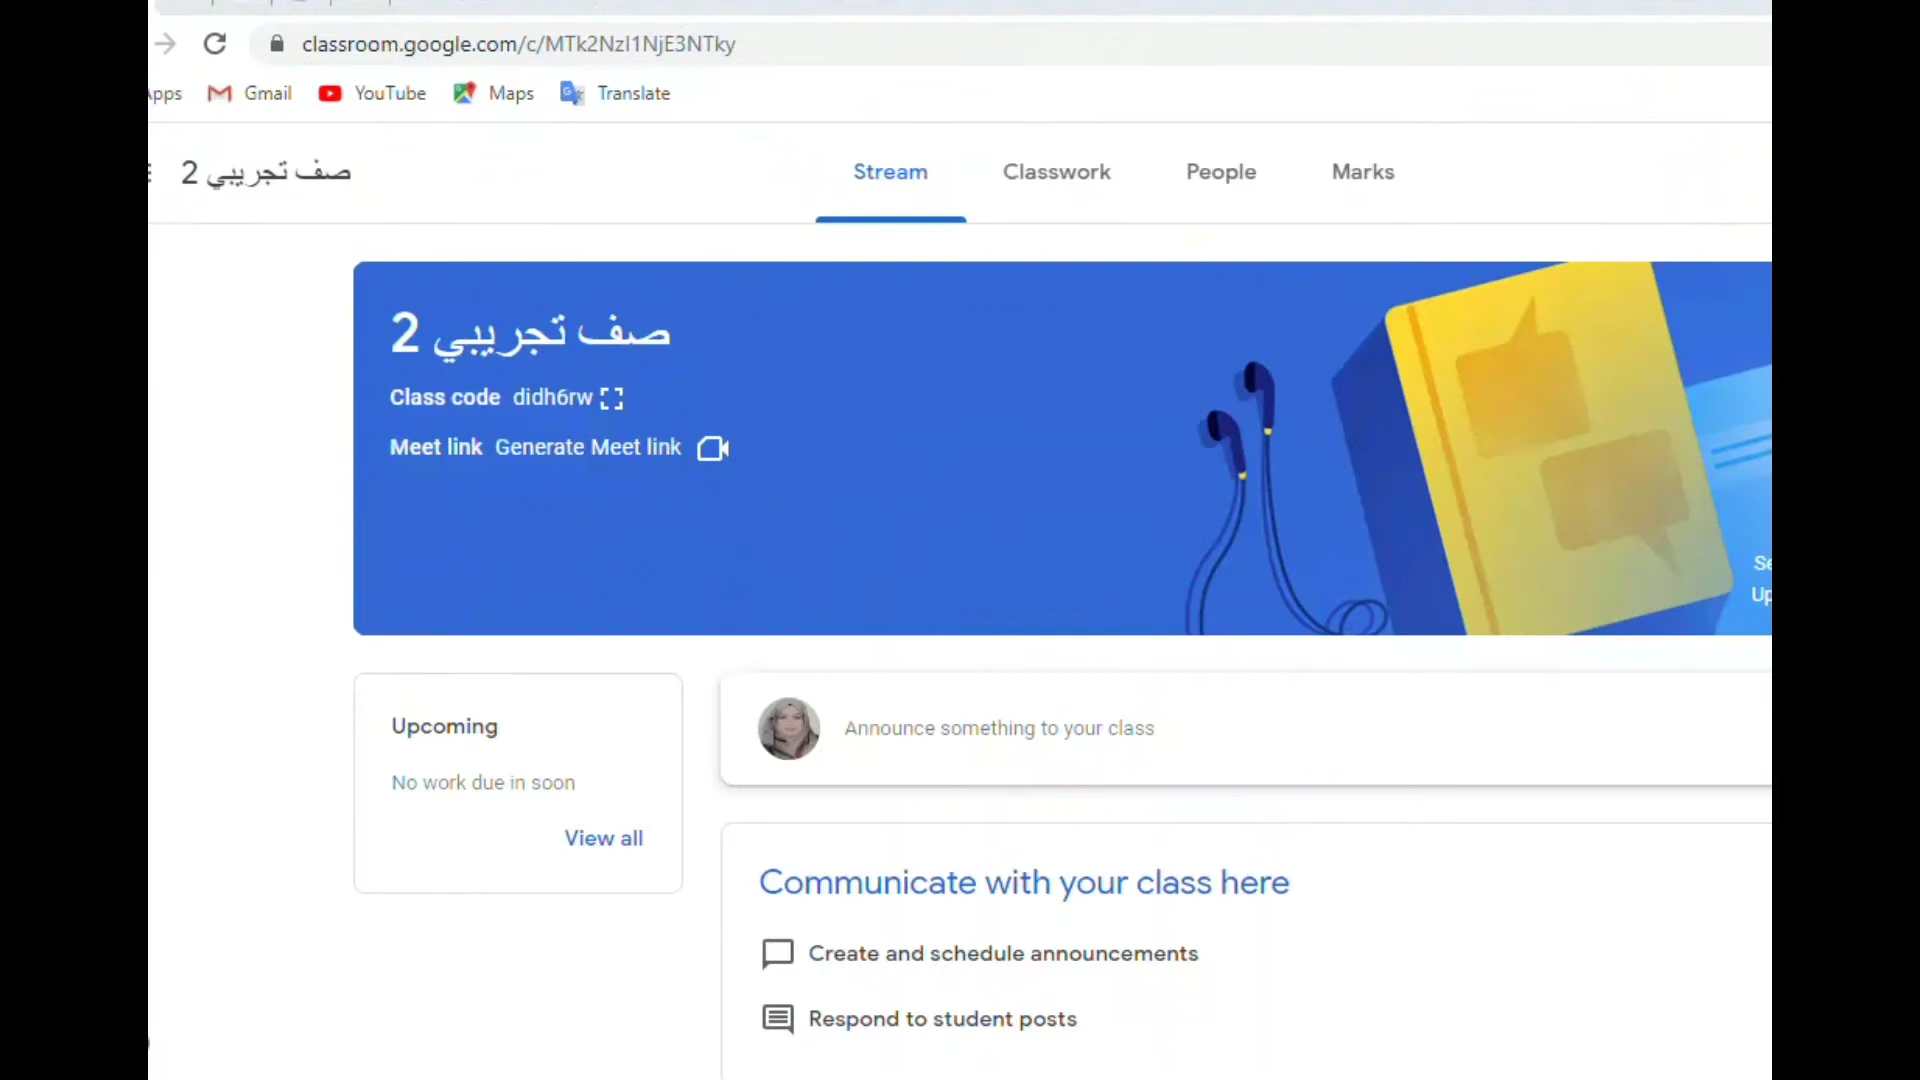 classroom.google.com/c/MTk2NzI1NjE3NTky
Apps Gmail YouTube Maps Translate
صف تجريبي 2
Stream Classwork People Marks
صف تجريبي 2
Class code didh6rw
Meet link Generate Meet link
Upcoming
No work due in soon
View all
Announce something to your class
Communicate with your class here
Create and schedule announcements
Respond to student posts